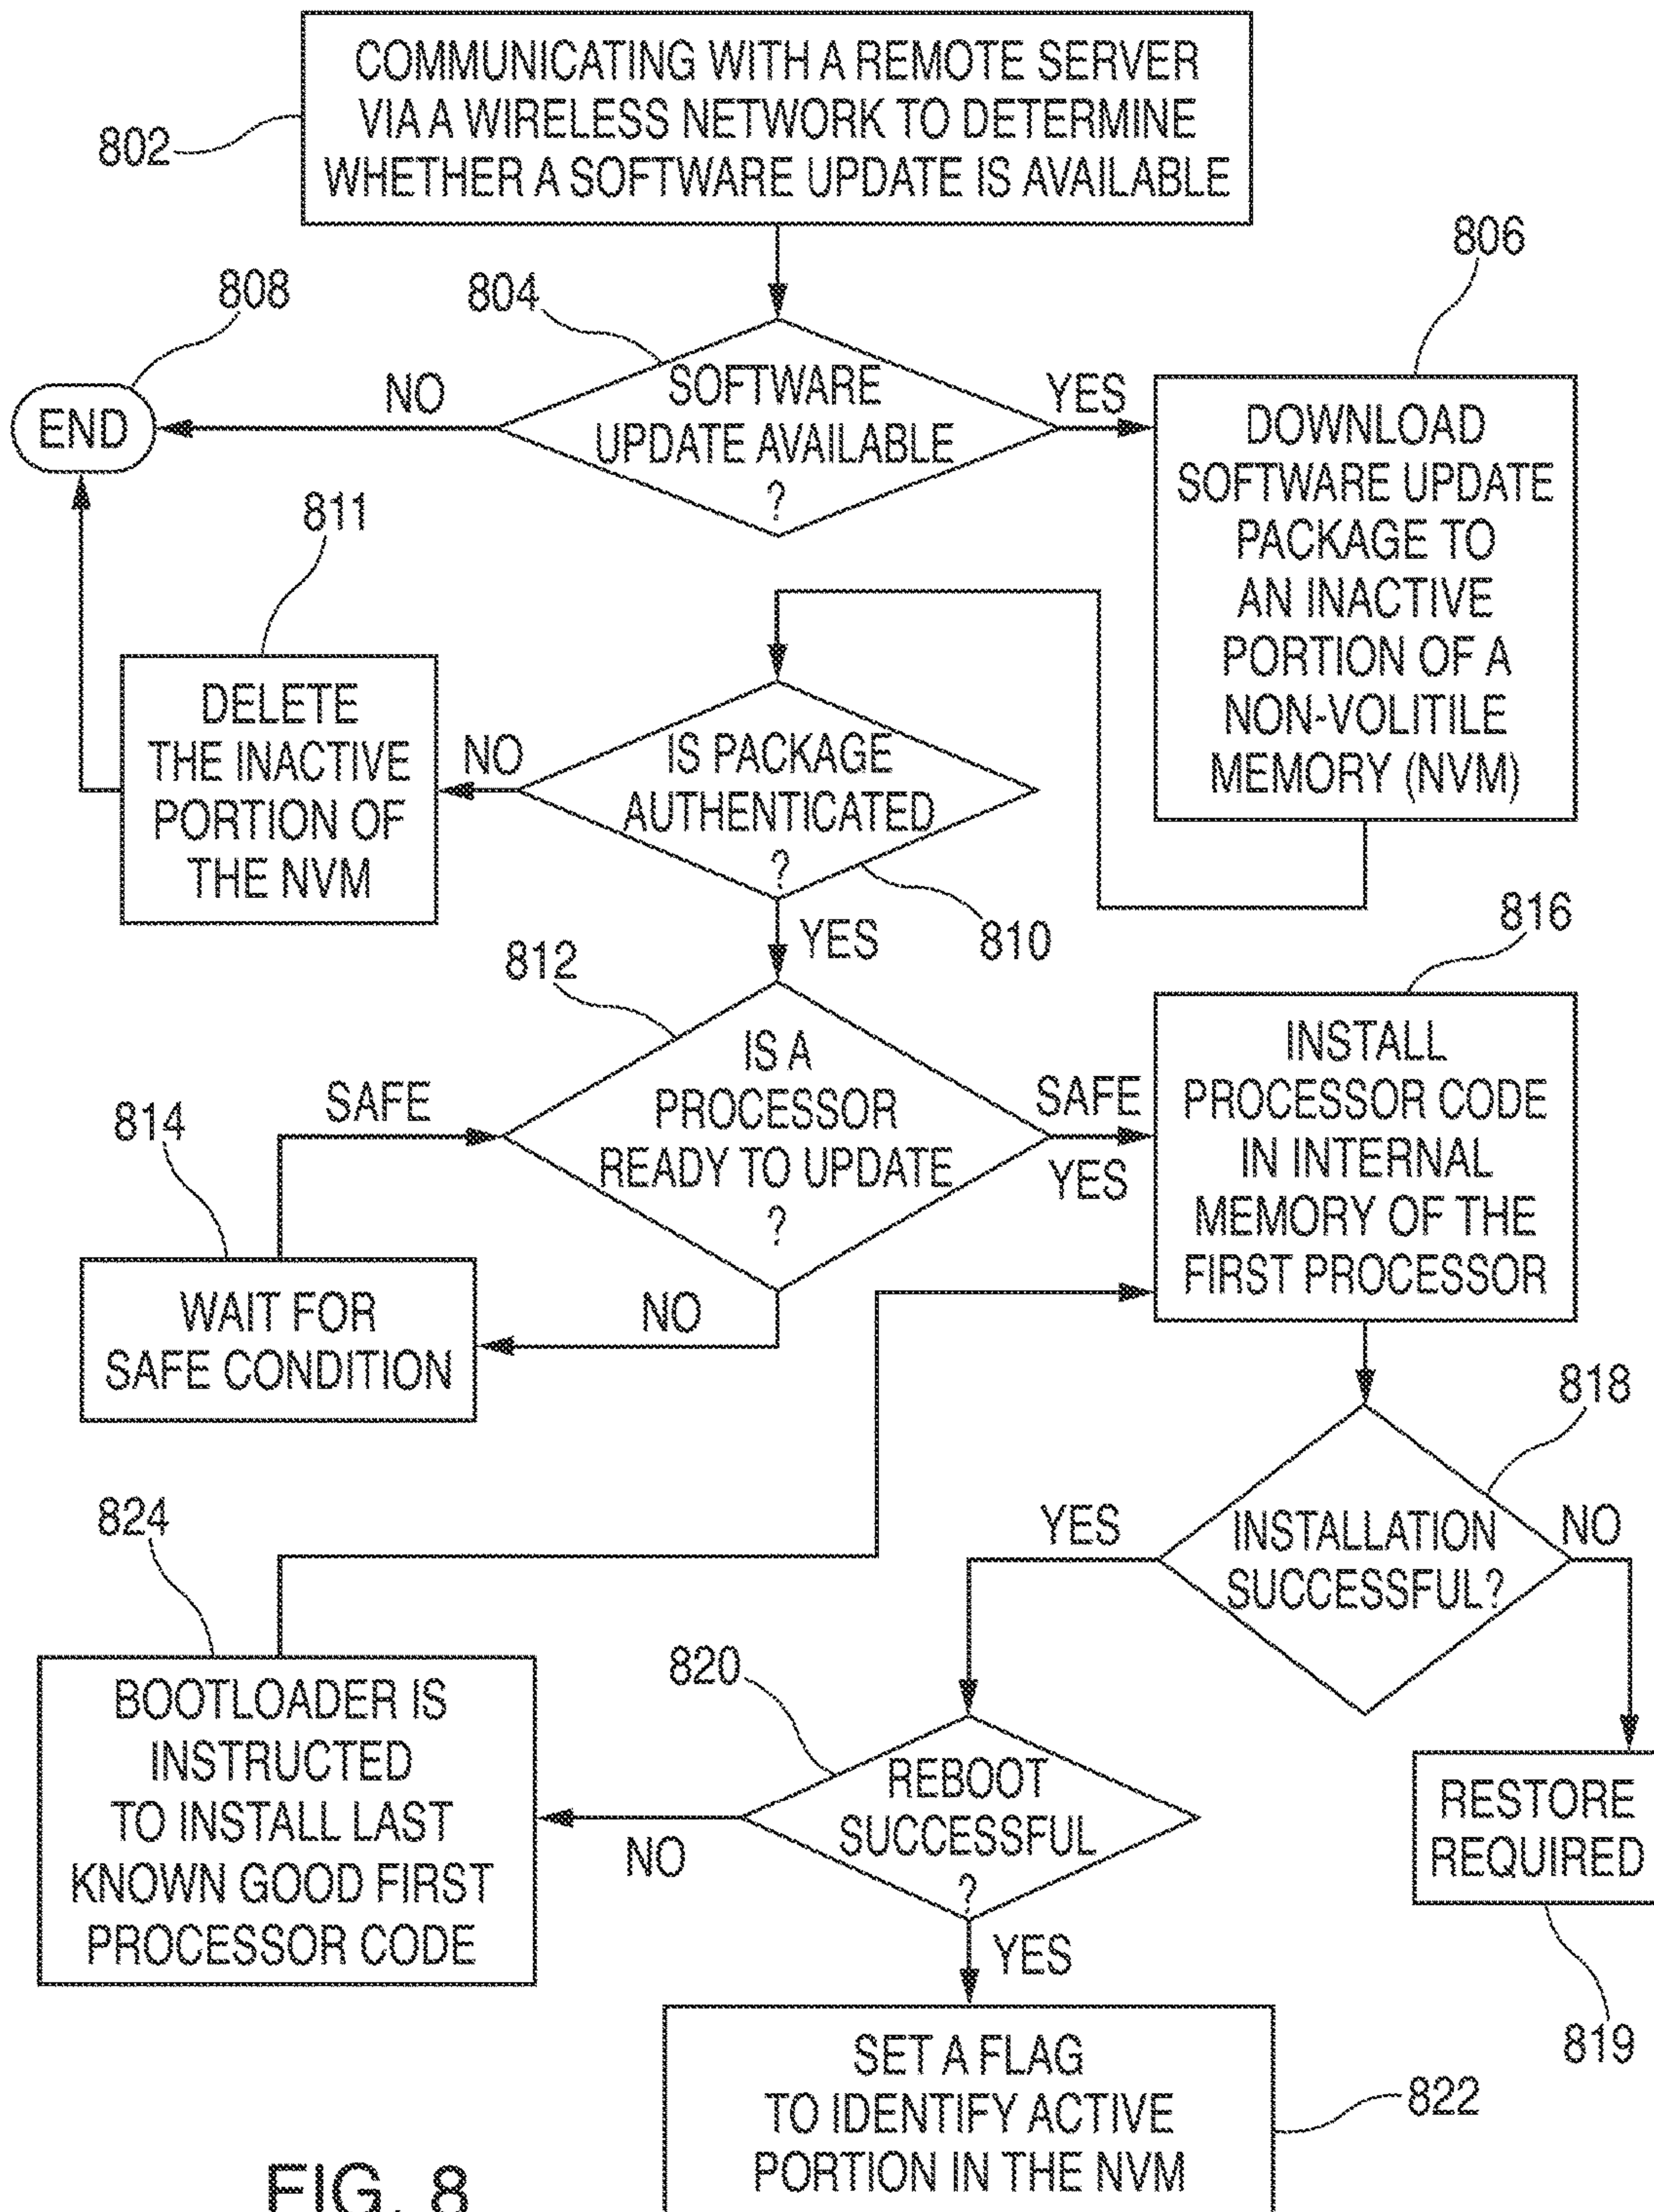 COMMUNICATING WITH A REMOTE SERVER
VIA A WIRELESS NETWORK TO DETERMINE
WHETHER A SOFTWARE UPDATE IS AVAILABLE
802
806
808
804
END
NO
SOFTWARE
UPDATE AVAILABLE
?
YES
DOWNLOAD
SOFTWARE UPDATE
PACKAGE TO
AN INACTIVE
PORTION OF A
NON-VOLITILE
MEMORY (NVM)
811
DELETE
THE INACTIVE
PORTION OF
THE NVM
NO
IS PACKAGE
AUTHENTICATED
?
810
YES
812
816
IS A
PROCESSOR
READY TO UPDATE
?
SAFE
YES
INSTALL
PROCESSOR CODE
IN INTERNAL
MEMORY OF THE
FIRST PROCESSOR
SAFE
814
WAIT FOR
SAFE CONDITION
NO
818
INSTALLATION
SUCCESSFUL?
YES
NO
824
BOOTLOADER IS
INSTRUCTED
TO INSTALL LAST
KNOWN GOOD FIRST
PROCESSOR CODE
820
REBOOT
SUCCESSFUL
?
NO
YES
RESTORE
REQUIRED
819
SET A FLAG
TO IDENTIFY ACTIVE
PORTION IN THE NVM
822
FIG. 8